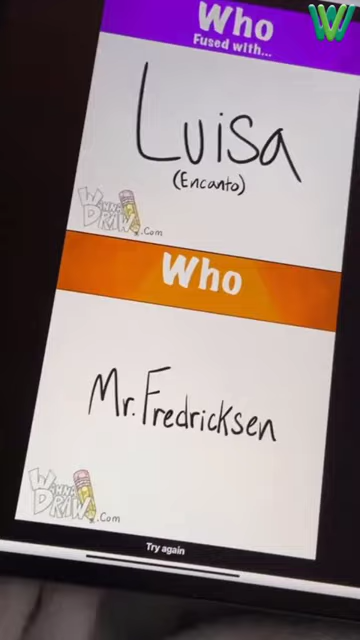 Who
Fused with...
Luisa
(Encanto)
WANNA
DRAW
.Com
Who
Mr. Fredricksen
WANNA
DRAW
.Com
Try again